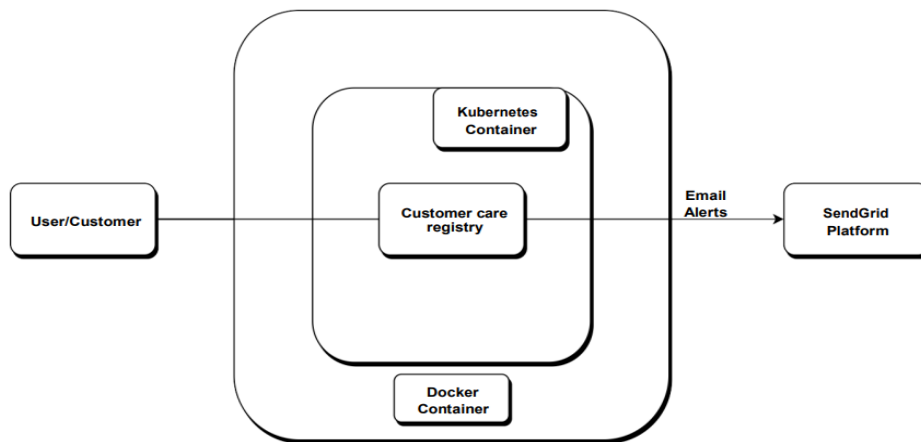 Kubernetes
Container
User/Customer
Customer care
registry
Email
Alerts
SendGrid
Platform
Docker
Container